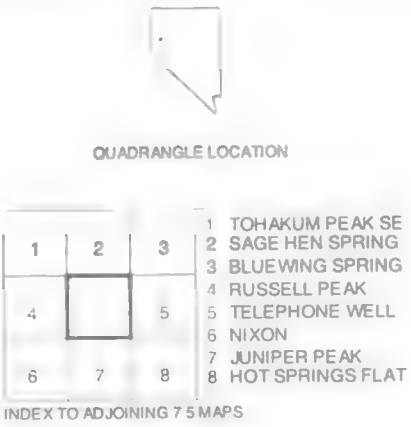 QUADRANGLE LOCATION
1 2 3
4 5
6 7 8
1 TOHAKUM PEAK SE
2 SAGE HEN SPRING
3 BLUEWING SPRING
4 RUSSELL PEAK
5 TELEPHONE WELL
6 NIXON
7 JUNIPER PEAK
8 HOT SPRINGS FLAT
INDEX TO ADJOINING 7 5 MAPS